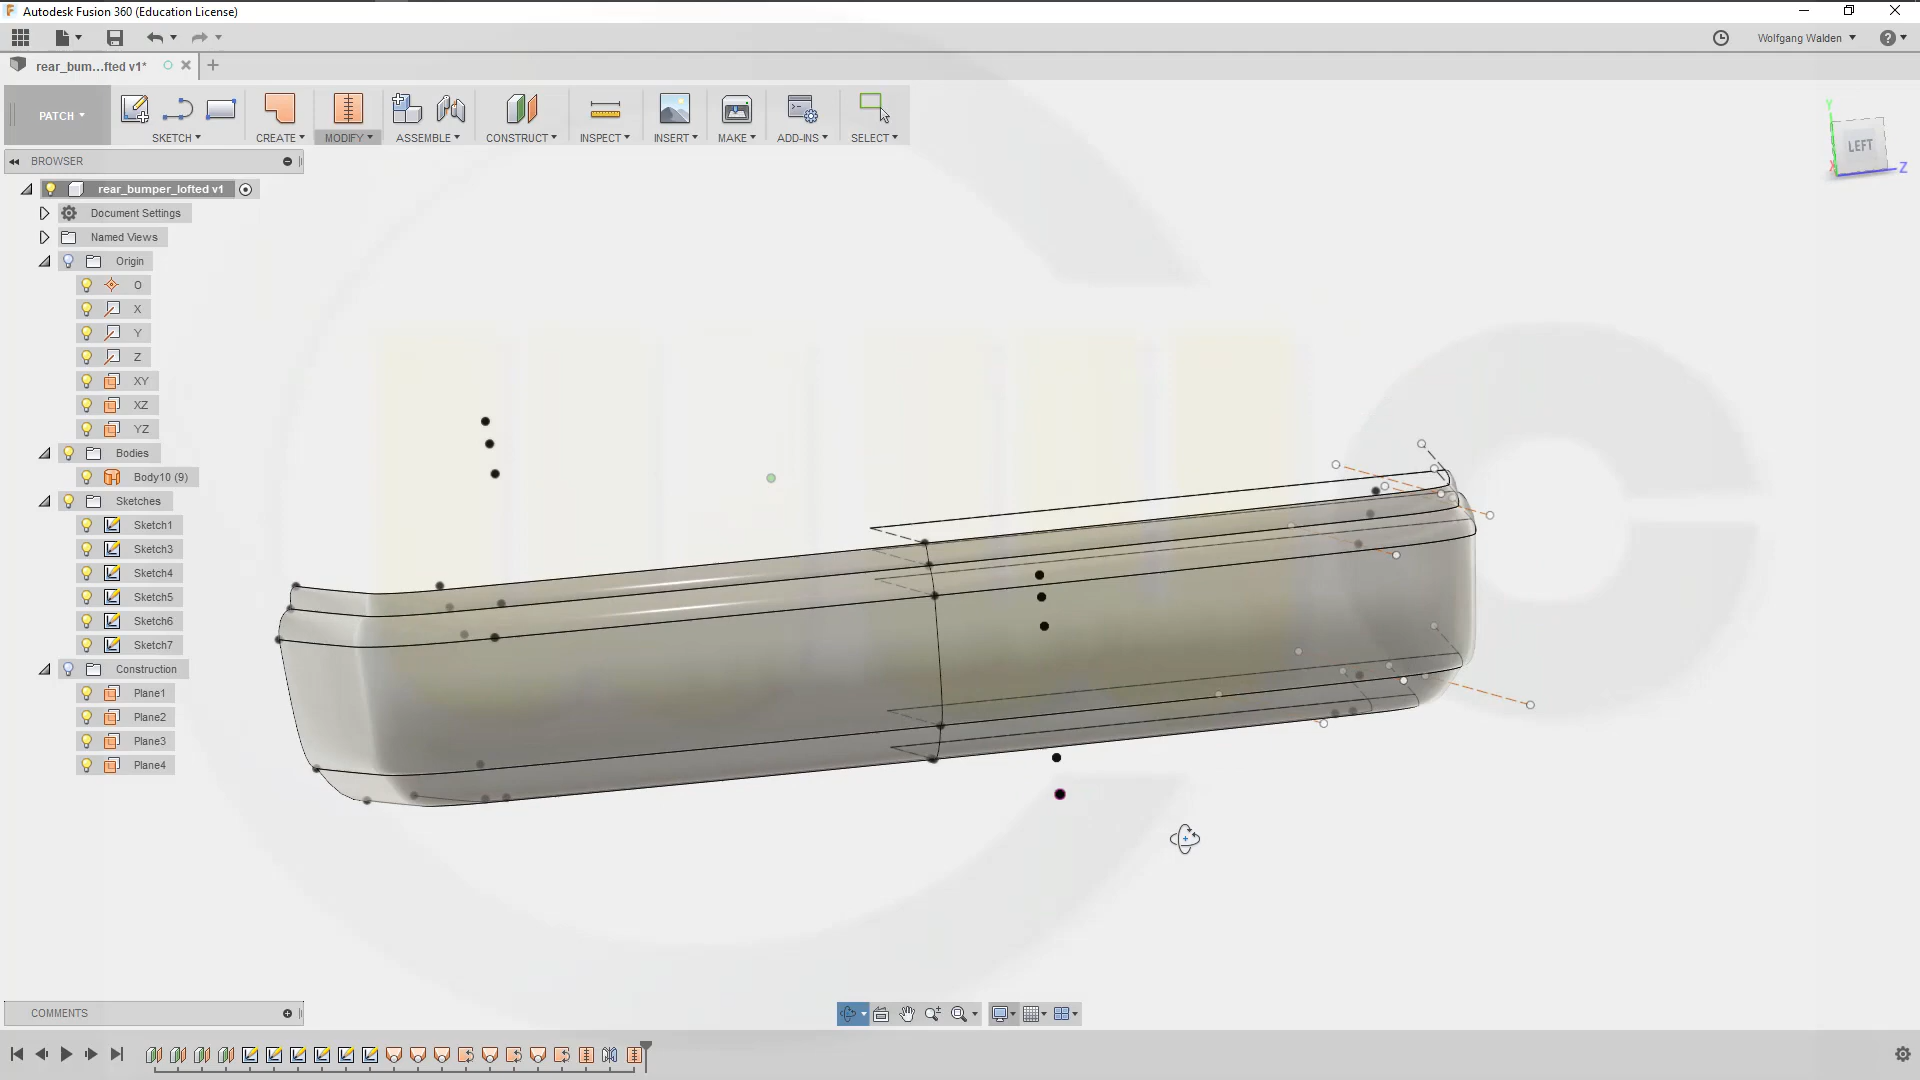 Autodesk Fusion 360 (Education License)
Wolfgang Walden
rear_bum...fted v1*
PATCH
SKETCH
CREATE
MODIFY
ASSEMBLE
CONSTRUCT
INSPECT
INSERT
MAKE
ADD-INS
SELECT
BROWSER
rear_bumper_lofted v1
Document Settings
Named Views
Origin
O
X
Y
Z
XY
XZ
YZ
Bodies
Body10 (9)
Sketches
Sketch1
Sketch3
Sketch4
Sketch5
Sketch6
Sketch7
Construction
Plane1
Plane2
Plane3
Plane4
Y
LEFT
X
Z
COMMENTS